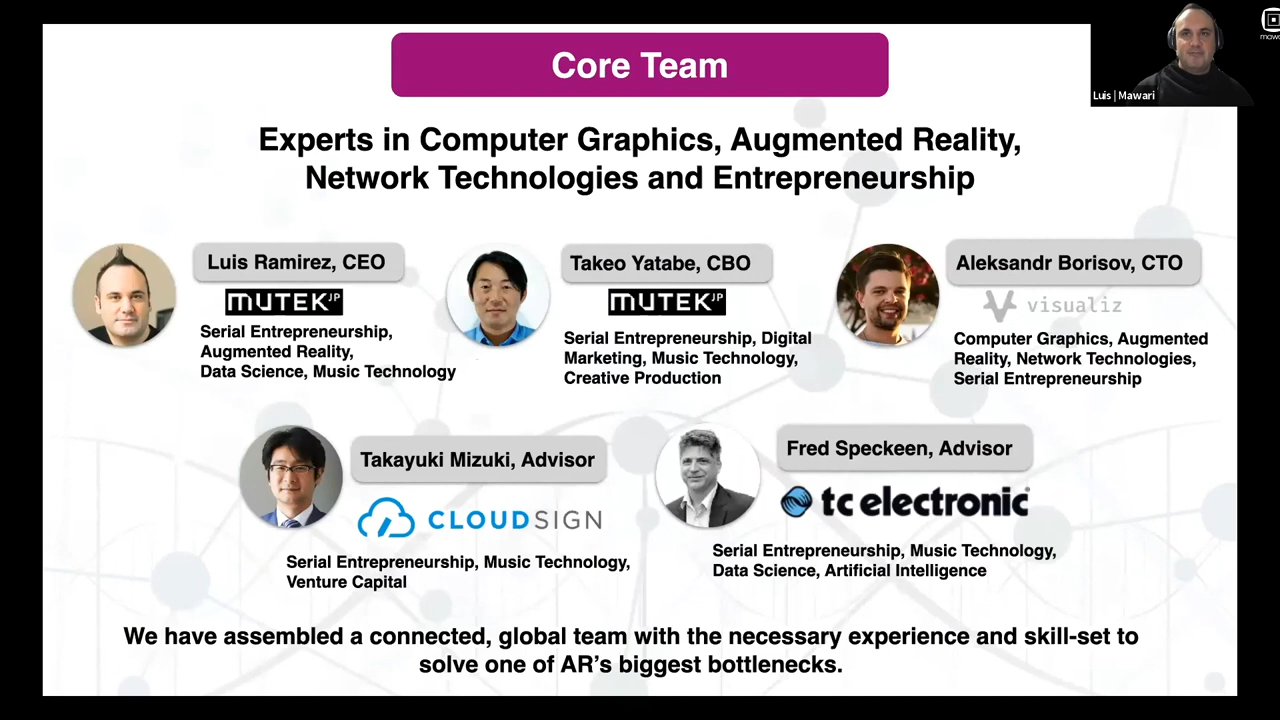 Core Team
Luis | Mawari
Experts in Computer Graphics, Augmented Reality,
Network Technologies and Entrepreneurship
Luis Ramirez, CEO
MUTEK JP
Serial Entrepreneurship,
Augmented Reality,
Data Science, Music Technology
Takeo Yatabe, CBO
MUTEK JP
Serial Entrepreneurship, Digital
Marketing, Music Technology,
Creative Production
Aleksandr Borisov, CTO
visualiz
Computer Graphics, Augmented
Reality, Network Technologies,
Serial Entrepreneurship
Takayuki Mizuki, Advisor
CLOUDSIGN
Serial Entrepreneurship, Music Technology,
Venture Capital
Fred Speckeen, Advisor
tc electronic
Serial Entrepreneurship, Music Technology,
Data Science, Artificial Intelligence
We have assembled a connected, global team with the necessary experience and skill-set to
solve one of AR's biggest bottlenecks.